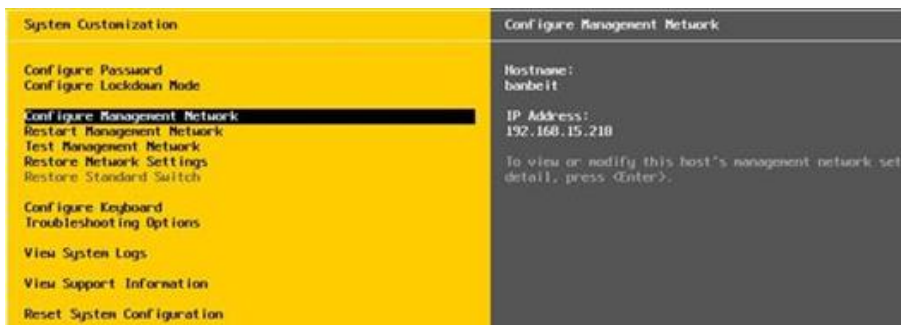 System Customization
Configure Password
Configure Lockdown Mode
Configure Management Network
Restart Management Network
Test Management Network
Restore Network Settings
Restore Standard Switch
Configure Keyboard
Troubleshooting Options
View System Logs
View Support Information
Reset System Configuration
Configure Management Network
Hostname:
banbeit
IP Address:
192.168.15.218
To view or modify this host's management network set
detail, press <Enter>.